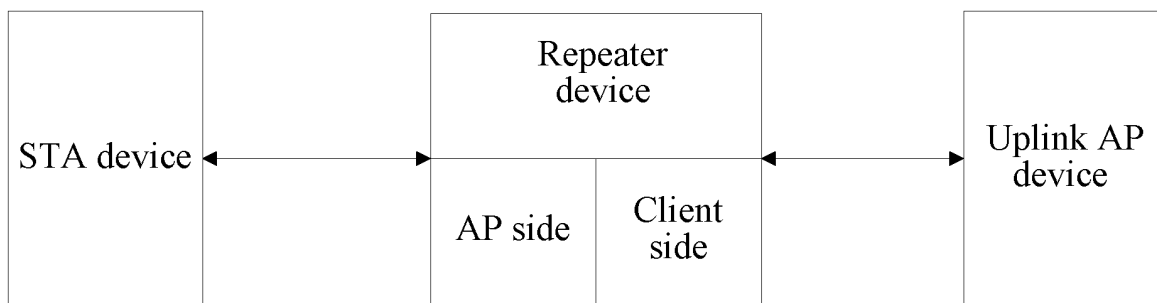 STA device
Repeater
device
AP side
Client
side
Uplink AP
device